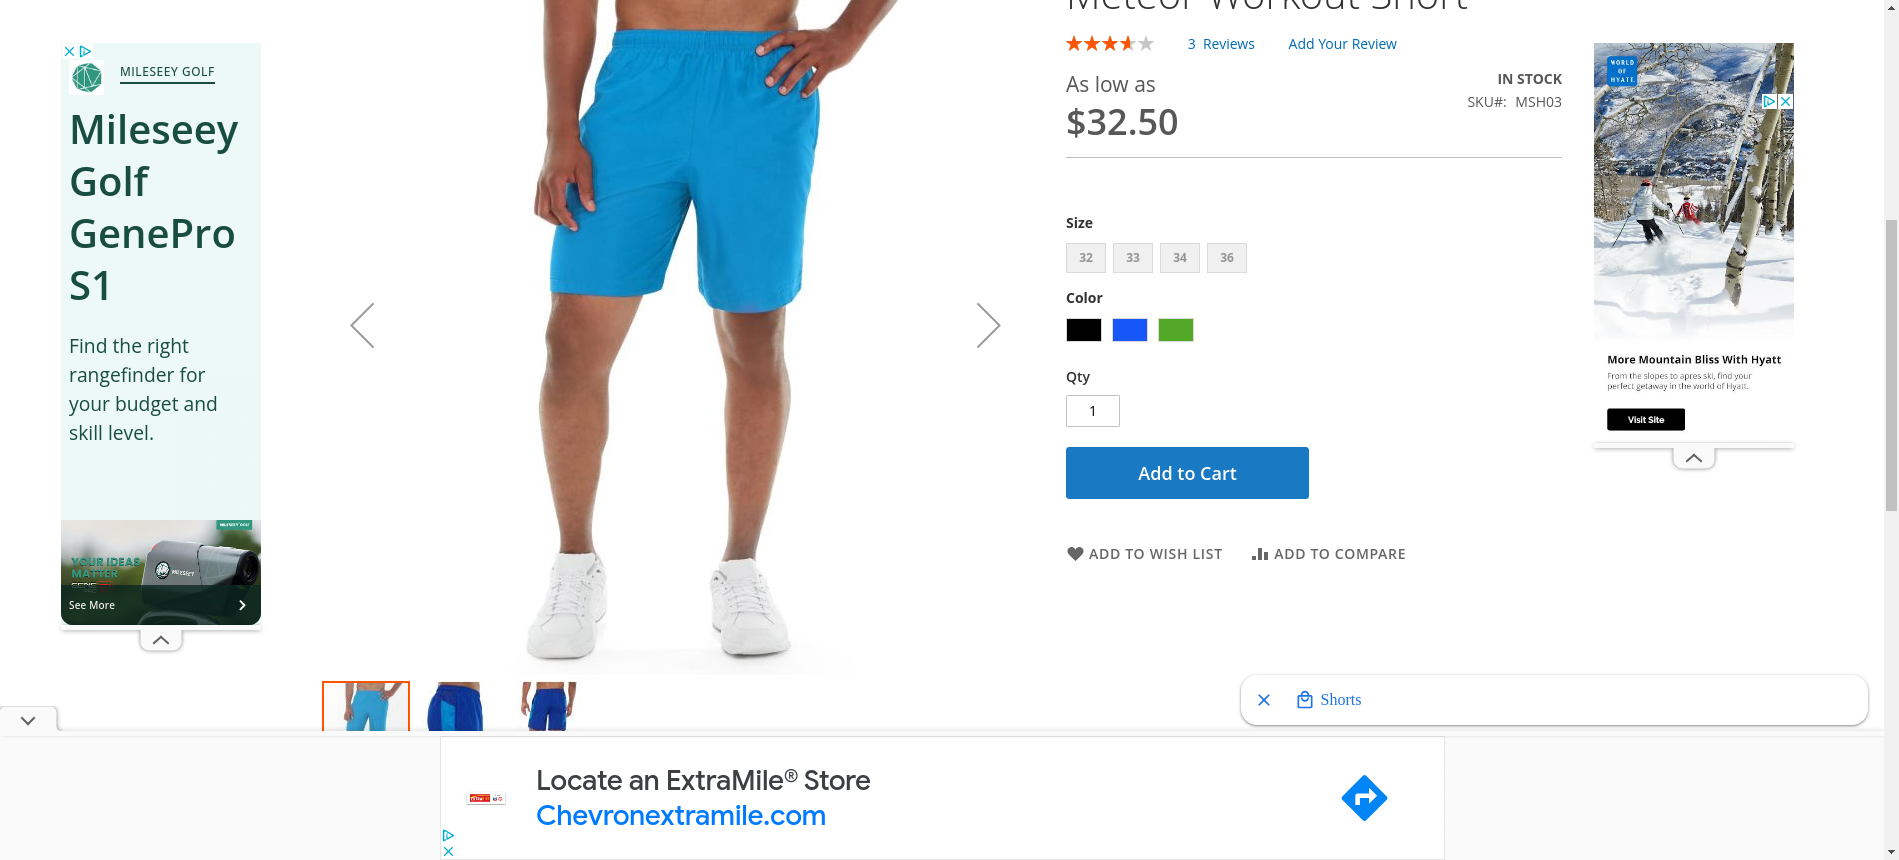 Meteor Workout Short
3 Reviews
Add Your Review
As low as
$32.50
IN STOCK
SKU#: MSH03
Size
32
33
34
36
Color
Qty
1
Add to Cart
ADD TO WISH LIST
ADD TO COMPARE
MILESEEY GOLF
Mileseey
Golf
GenePro
S1
Find the right
rangefinder for
your budget and
skill level.
MILESEEY GOLF
YOUR IDEAS
MATTER
MILESEEY
See More
WORLD
OF
HYATT
More Mountain Bliss With Hyatt
From the slopes to apres ski, find your
perfect getaway in the world of Hyatt.
Visit Site
Shorts
Locate an ExtraMile® Store
Chevronextramile.com